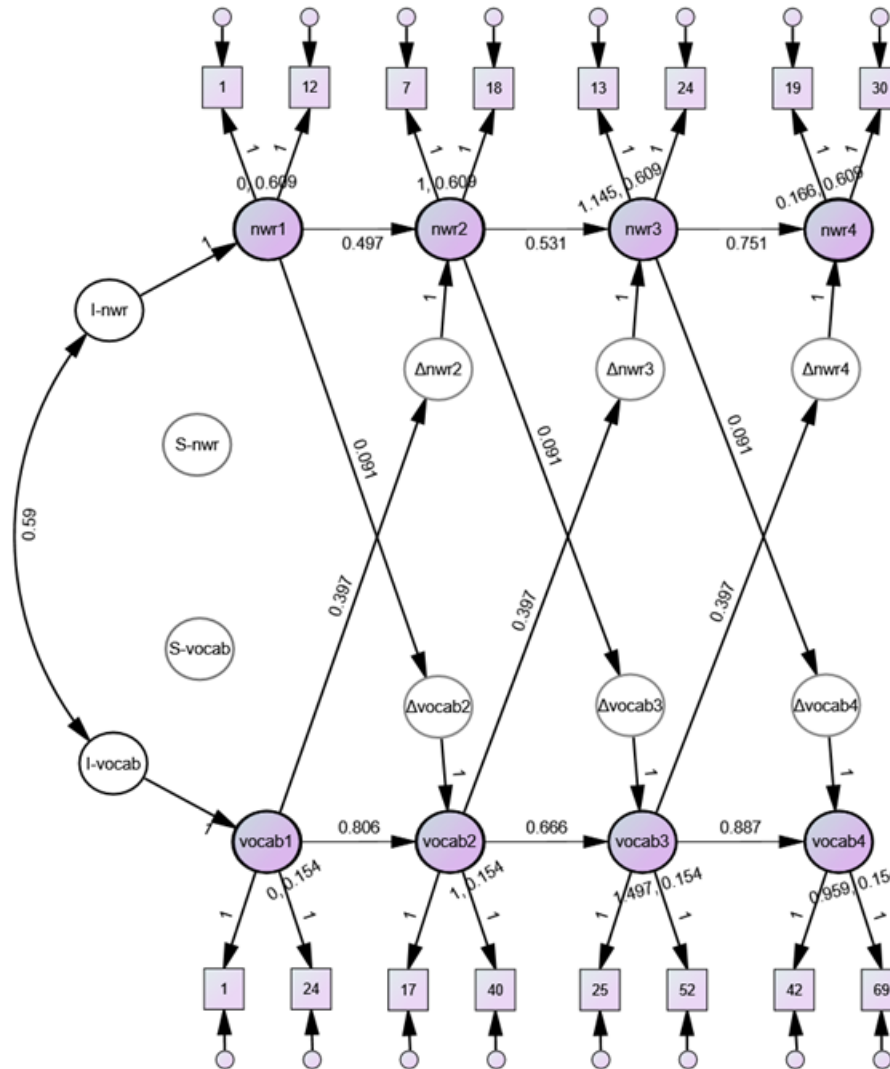 1 12 7 18 13 24 19 30
1 1 1 1 1 1 1 1
0, 0.609 1, 0.609 1.145, 0.609 0.166, 0.609
nwr1 nwr2 nwr3 nwr4
0.497 0.531 0.751
1
1 1 1
I-nwr
Δnwr2 Δnwr3 Δnwr4
S-nwr
0.091 0.091 0.091
0.59
0.397 0.397 0.397
S-vocab
Δvocab2 Δvocab3 Δvocab4
I-vocab
1 1 1
1
0.806 0.666 0.887
vocab1 vocab2 vocab3 vocab4
0, 0.154 1, 0.154 1.497, 0.154 0.959, 0.15
1 1 1 1 1 1 1 1
1 24 17 40 25 52 42 69